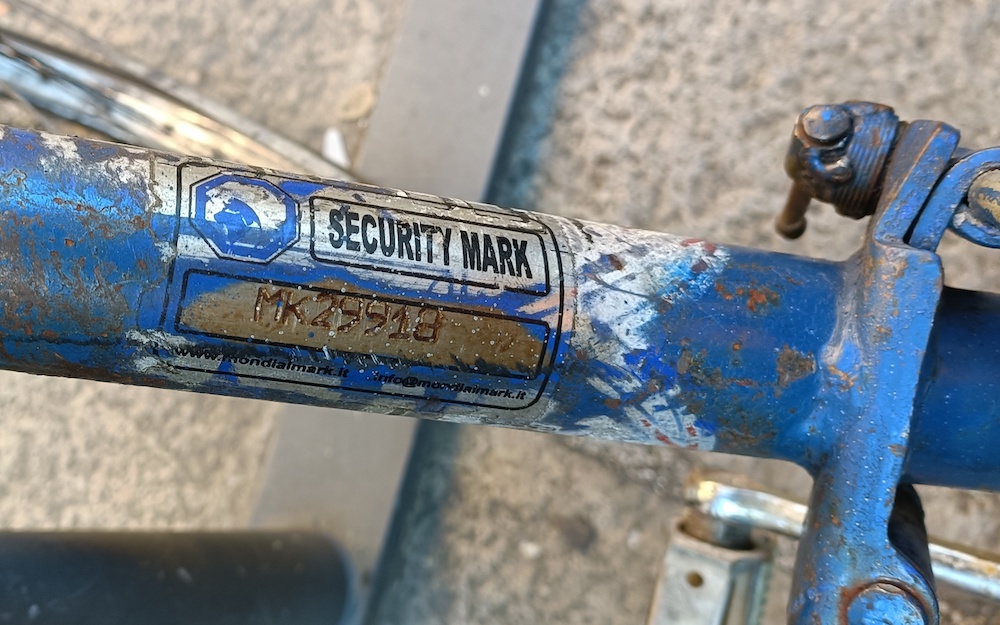 SECURITY MARK
MK29918
www.mondialmark.it info@mondialmark.it